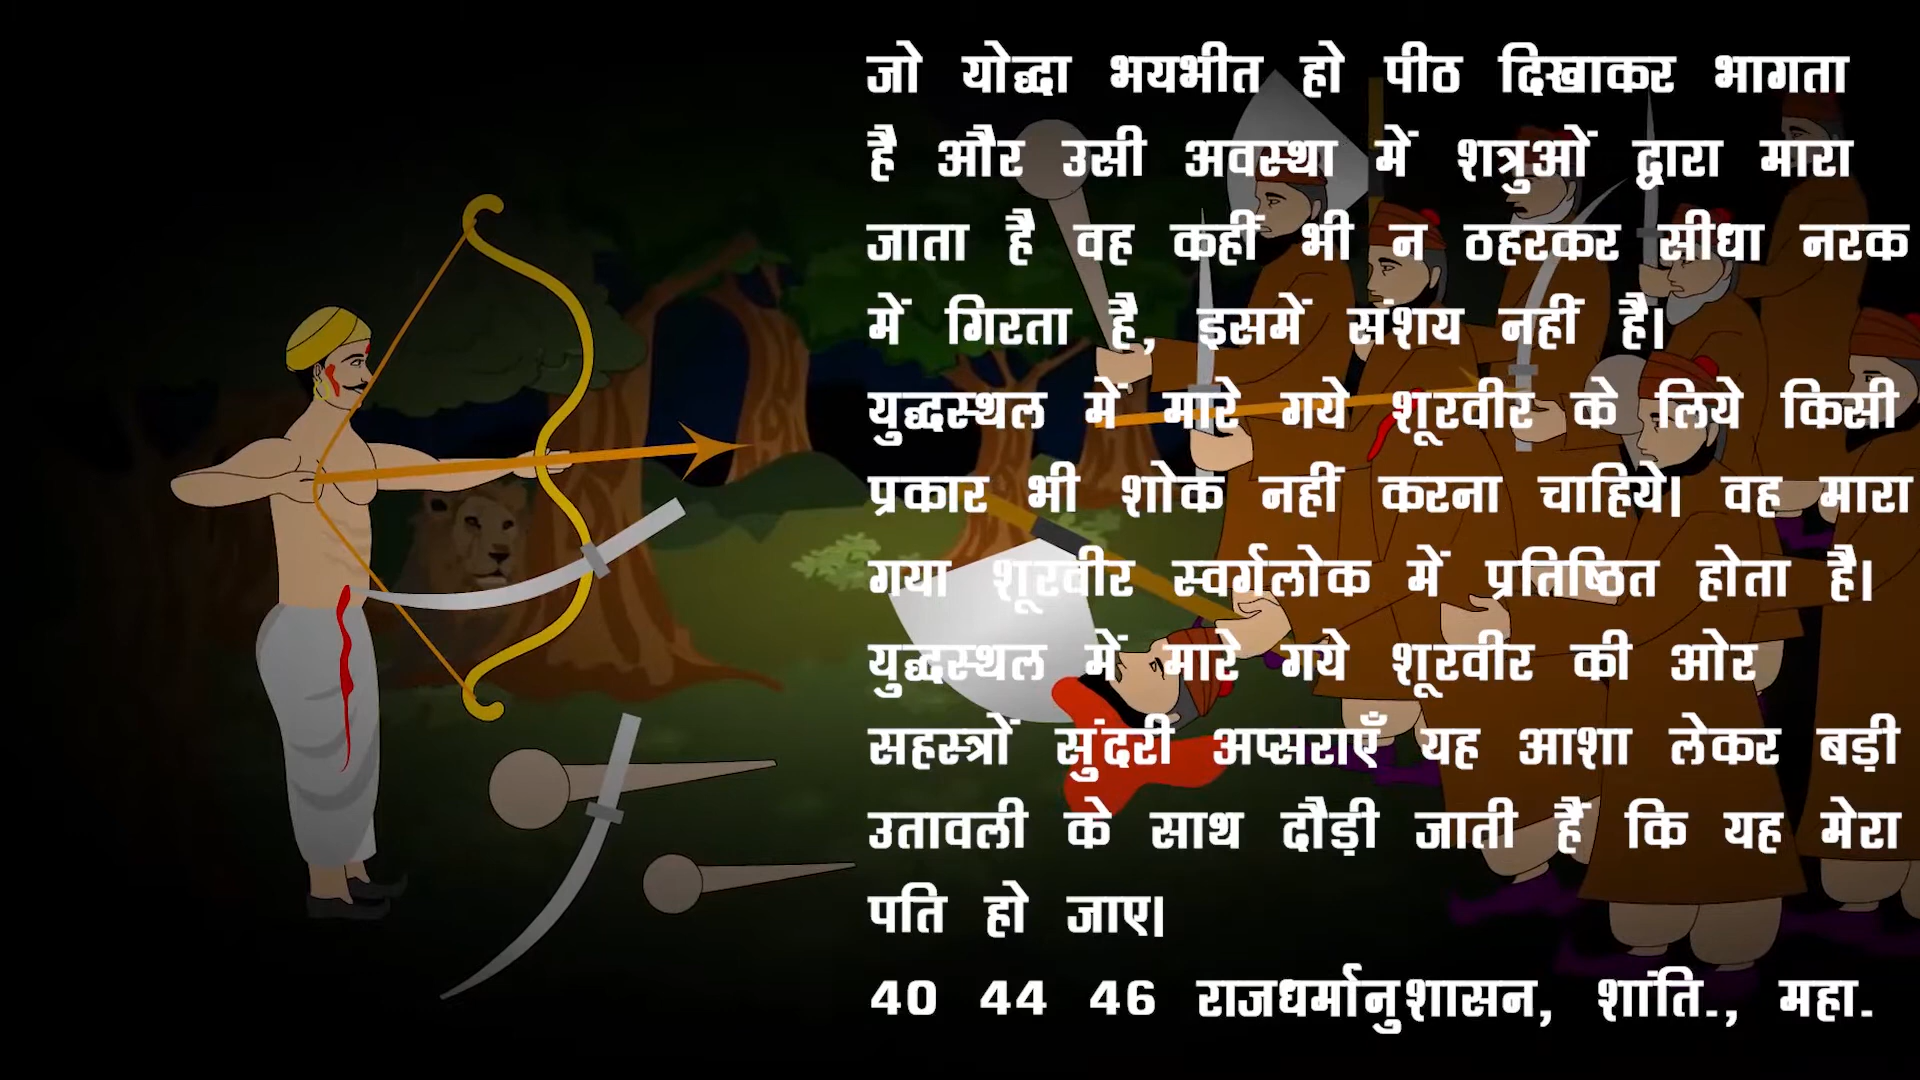 जो योद्धा भयभीत हो पीठ दिखाकर भागता
है और उसी अवस्था में शत्रुओं द्वारा मारा
जाता है वह कहीं भी न ठहरकर सीधा नरक
में गिरता है, इसमें संशय नहीं है।
युद्धस्थल में मारे गये शूरवीर के लिये किसी
प्रकार भी शोक नहीं करना चाहिये। वह मारा
गया शूरवीर स्वर्गलोक में प्रतिष्ठित होता है।
युद्धस्थल में मारे गये शूरवीर की ओर
सहस्त्रों सुंदरी अप्सराएँ यह आशा लेकर बड़ी
उतावली के साथ दौड़ी जाती हैं कि यह मेरा
पति हो जाए।
40 44 46 राजधर्मानुशासन, शांति., महा.